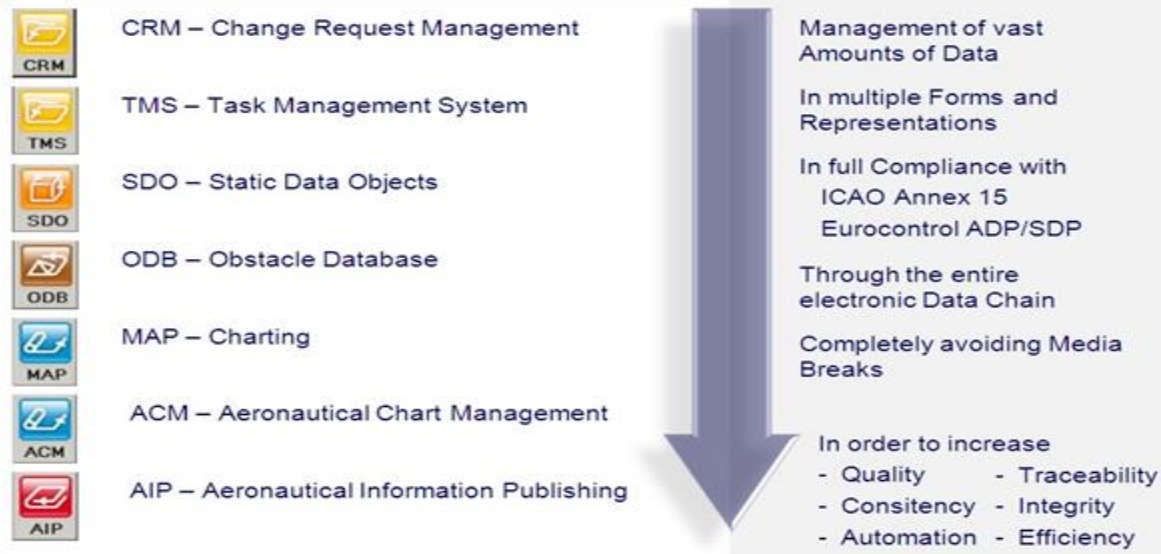 CRM
CRM – Change Request Management
TMS
TMS – Task Management System
SDO
SDO – Static Data Objects
ODB
ODB – Obstacle Database
MAP
MAP – Charting
ACM
ACM – Aeronautical Chart Management
AIP
AIP – Aeronautical Information Publishing
Management of vast
Amounts of Data
In multiple Forms and
Representations
In full Compliance with
ICAO Annex 15
Eurocontrol ADP/SDP
Through the entire
electronic Data Chain
Completely avoiding Media
Breaks
In order to increase
- Quality - Traceability
- Consitency - Integrity
- Automation - Efficiency